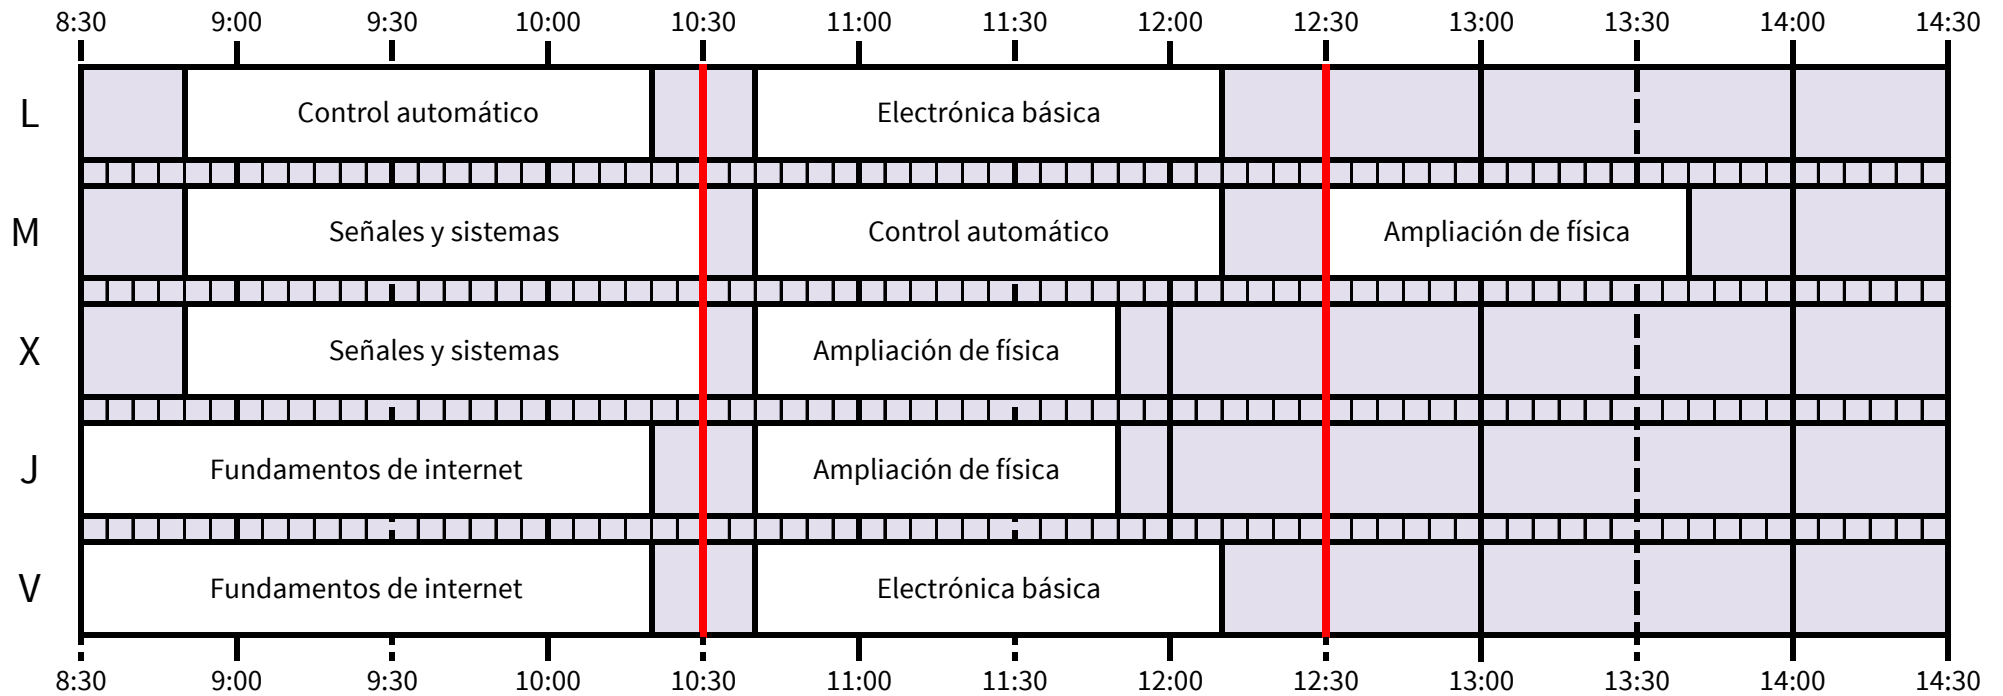 8:30 9:00 9:30 10:00 10:30 11:00 11:30 12:00 12:30 13:00 13:30 14:00 14:30
L Control automático Electrónica básica
M Señales y sistemas Control automático Ampliación de física
X Señales y sistemas Ampliación de física
J Fundamentos de internet Ampliación de física
V Fundamentos de internet Electrónica básica
8:30 9:00 9:30 10:00 10:30 11:00 11:30 12:00 12:30 13:00 13:30 14:00 14:30